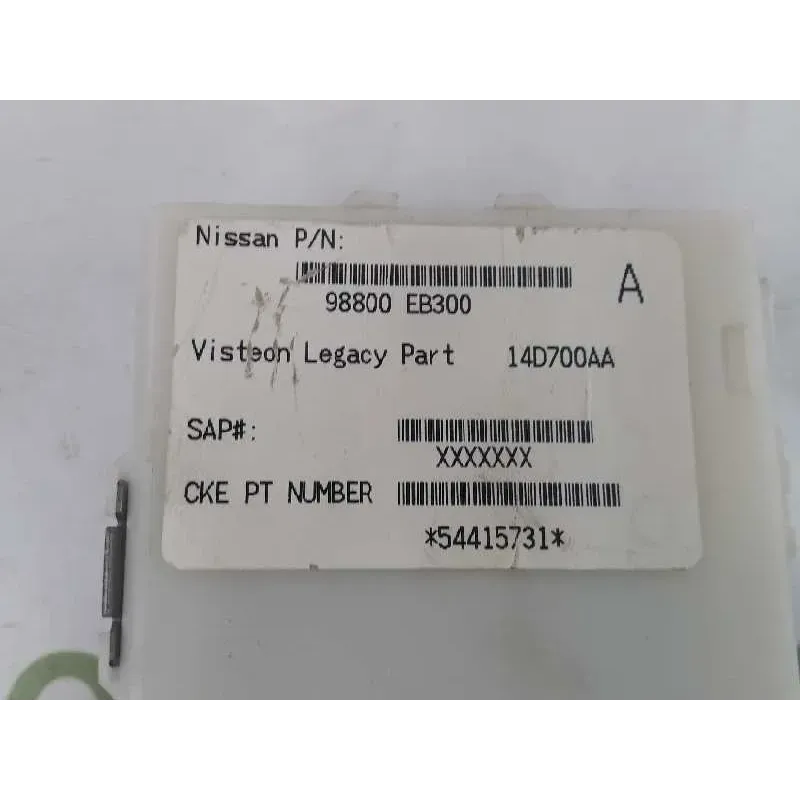 Nissan P/N:
A
98800 EB300
Visteon Legacy Part 14D700AA
SAP#:
XXXXXXX
CKE PT NUMBER
*54415731*